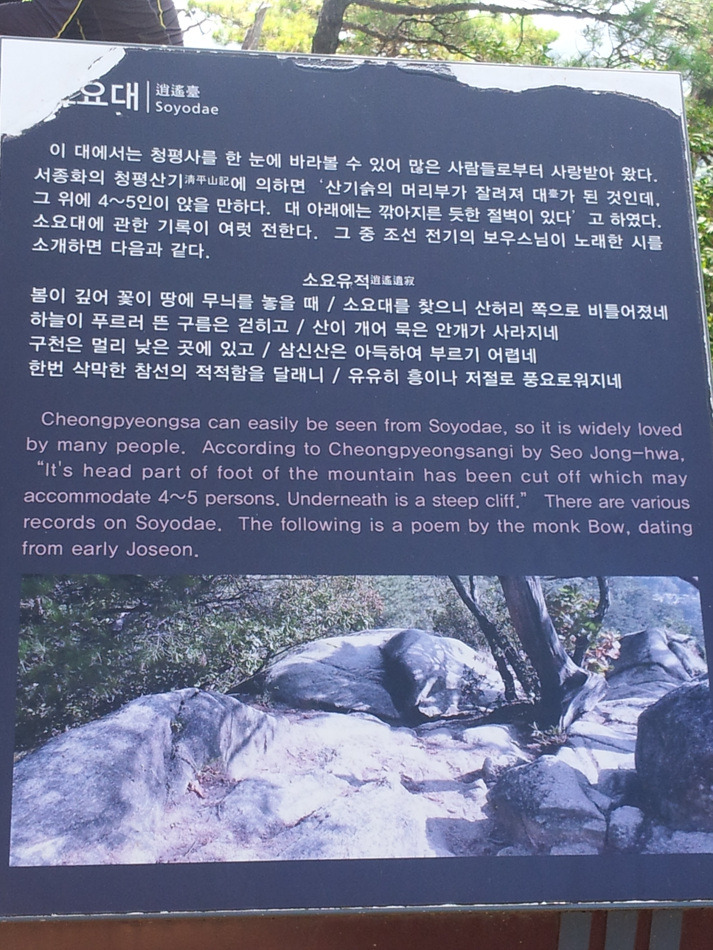 요대 | 逍遙臺
Soyodae
이 대에서는 청평사를 한 눈에 바라볼 수 있어 많은 사람들로부터 사랑받아 왔다.
서종화의 청평산기淸平山記에 의하면 ‘산기슭의 머리부가 잘려져 대臺가 된 것인데,
그 위에 4~5인이 앉을 만하다. 대 아래에는 깎아지른 듯한 절벽이 있다’ 고 하였다.
소요대에 관한 기록이 여럿 전한다. 그 중 조선 전기의 보우스님이 노래한 시를
소개하면 다음과 같다.
소요유적逍遙遺寂
봄이 깊어 꽃이 땅에 무늬를 놓을 때 / 소요대를 찾으니 산허리 쪽으로 비틀어졌네
하늘이 푸르러 뜬 구름은 걷히고 / 산이 개어 묵은 안개가 사라지네
구천은 멀리 낮은 곳에 있고 / 삼신산은 아득하여 부르기 어렵네
한번 삭막한 참선의 적적함을 달래니 / 유유히 흥이나 저절로 풍요로워지네
Cheongpyeongsa can easily be seen from Soyodae, so it is widely loved
by many people. According to Cheongpyeongsangi by Seo Jong-hwa,
“It's head part of foot of the mountain has been cut off which may
accommodate 4~5 persons. Underneath is a steep cliff.” There are various
records on Soyodae. The following is a poem by the monk Bow, dating
from early Joseon.